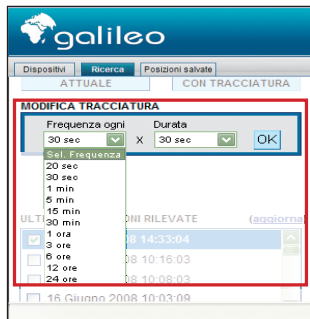 galileo
Dispositivi Ricerca Posizioni salvate
ATTUALE CON TRACCIATURA
MODIFICA TRACCIATURA
Frequenza ogni Durata
30 sec X 30 sec OK
Sel. Frequenza
20 sec
30 sec
1 min
5 min
15 min
30 min
1 ora
3 ore
6 ore
12 ore
24 ore
ULTI NI RILEVATE (aggiorna)
08 14:33:04
08 10:16:03
08 10:08:03
16 Giugno 2008 10:03:09